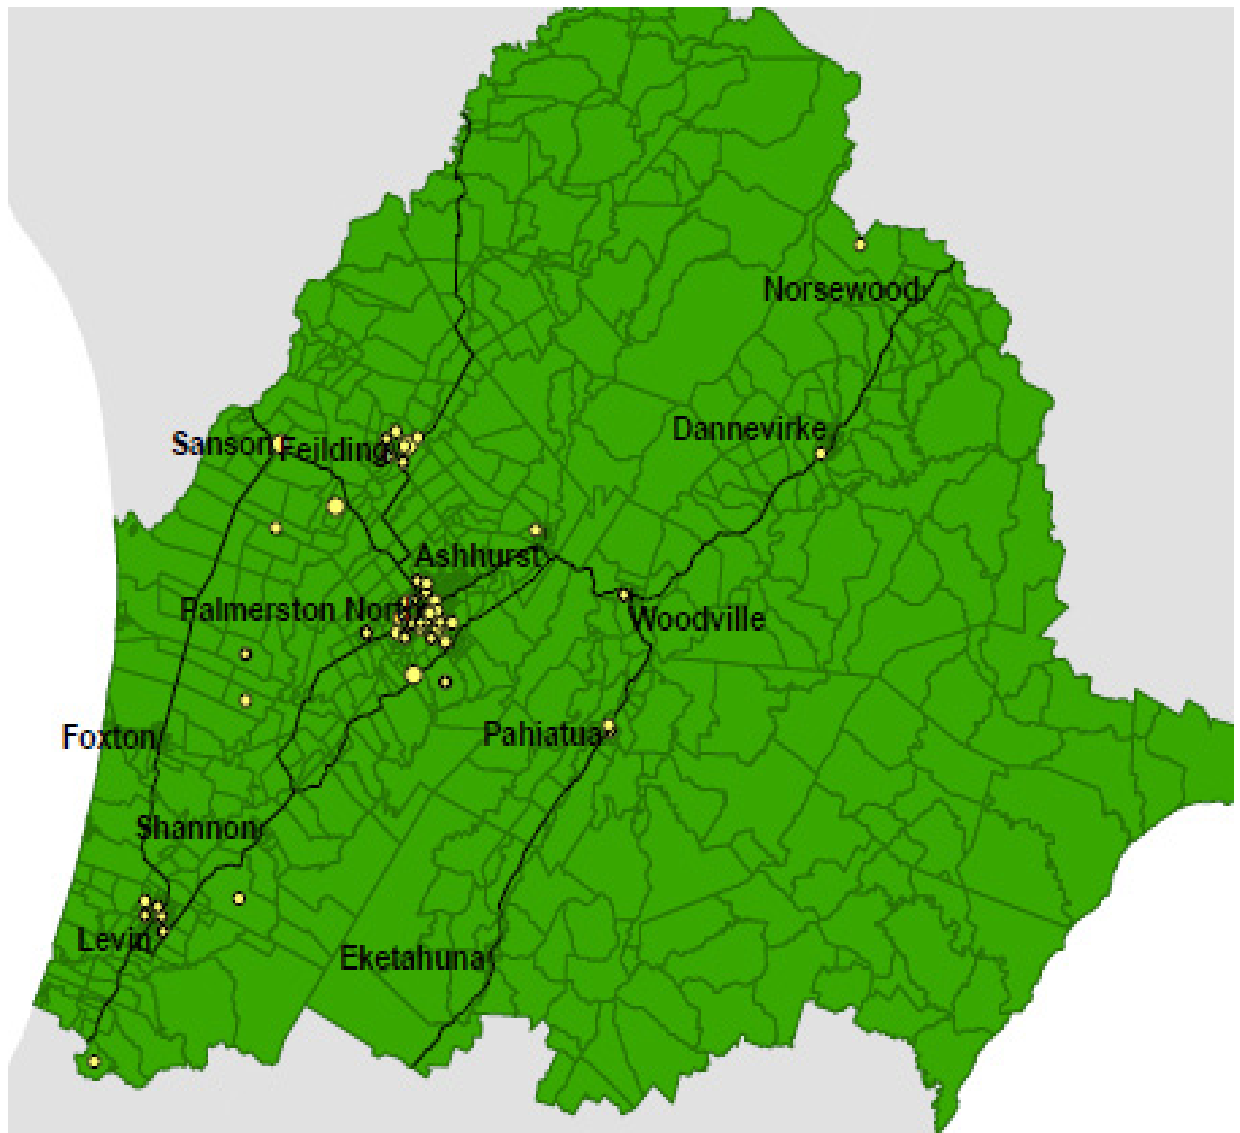 Norsewood
Dannevirke
Sanson
Feilding
Ashhurst
Palmerston North
Woodville
Foxton
Pahiatua
Shannon
Levin
Eketahuna